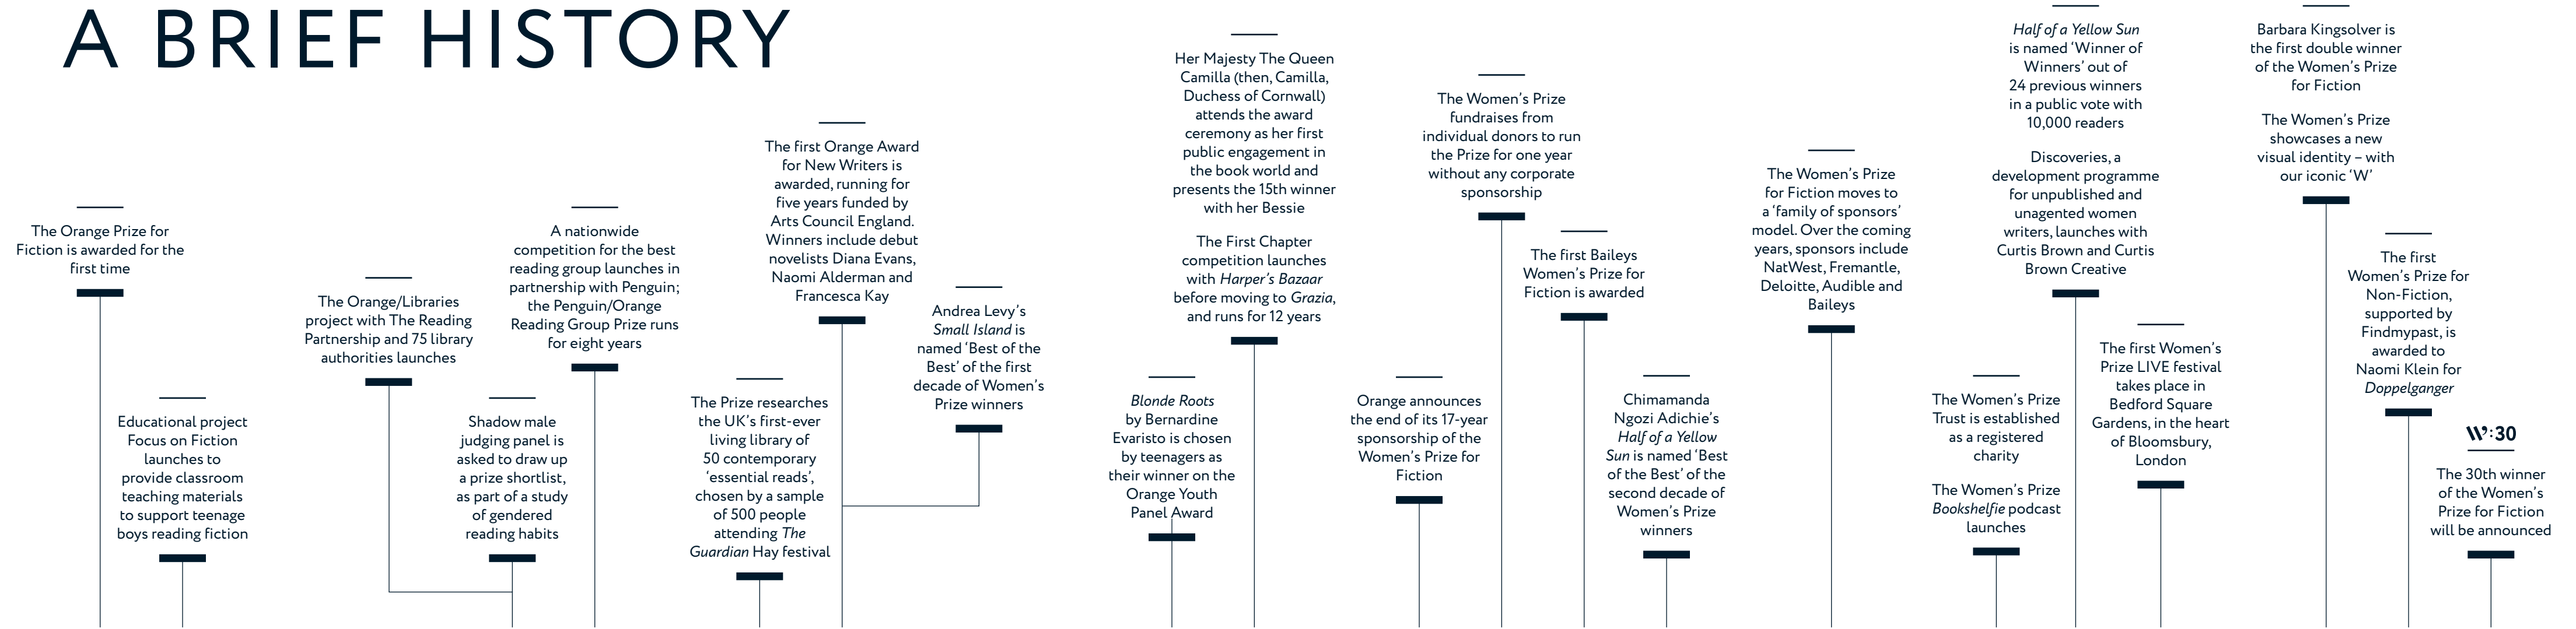 A BRIEF HISTORY
The Orange Prize for
Fiction is awarded for the
first time
Educational project
Focus on Fiction
launches to
provide classroom
teaching materials
to support teenage
boys reading fiction
The Orange/Libraries
project with The Reading
Partnership and 75 library
authorities launches
Shadow male
judging panel is
asked to draw up
a prize shortlist,
as part of a study
of gendered
reading habits
A nationwide
competition for the best
reading group launches in
partnership with Penguin;
the Penguin/Orange
Reading Group Prize runs
for eight years
The Prize researches
the UK's first-ever
living library of
50 contemporary
'essential reads',
chosen by a sample
of 500 people
attending The
Guardian Hay festival
The first Orange Award
for New Writers is
awarded, running for
five years funded by
Arts Council England.
Winners include debut
novelists Diana Evans,
Naomi Alderman and
Francesca Kay
Andrea Levy's
Small Island is
named 'Best of the
Best' of the first
decade of Women's
Prize winners
Blonde Roots
by Bernardine
Evaristo is chosen
by teenagers as
their winner on the
Orange Youth
Panel Award
Her Majesty The Queen
Camilla (then, Camilla,
Duchess of Cornwall)
attends the award
ceremony as her first
public engagement in
the book world and
presents the 15th winner
with her Bessie
The First Chapter
competition launches
with Harper's Bazaar
before moving to Grazia,
and runs for 12 years
Orange announces
the end of its 17-year
sponsorship of the
Women's Prize for
Fiction
The Women's Prize
fundraises from
individual donors to run
the Prize for one year
without any corporate
sponsorship
The first Baileys
Women's Prize for
Fiction is awarded
Chimamanda
Ngozi Adichie's
Half of a Yellow
Sun is named 'Best
of the Best' of the
second decade of
Women's Prize
winners
The Women's Prize
for Fiction moves to
a 'family of sponsors'
model. Over the coming
years, sponsors include
NatWest, Fremantle,
Deloitte, Audible and
Baileys
The Women's Prize
Trust is established
as a registered
charity
The Women's Prize
Bookshelfie podcast
launches
Half of a Yellow Sun
is named 'Winner of
Winners' out of
24 previous winners
in a public vote with
10,000 readers
Discoveries, a
development programme
for unpublished and
unagented women
writers, launches with
Curtis Brown and Curtis
Brown Creative
The first Women's
Prize LIVE festival
takes place in
Bedford Square
Gardens, in the heart
of Bloomsbury,
London
Barbara Kingsolver is
the first double winner
of the Women's Prize
for Fiction
The Women's Prize
showcases a new
visual identity – with
our iconic 'W'
The first
Women's Prize for
Non-Fiction,
supported by
Findmypast, is
awarded to
Naomi Klein for
Doppelganger
W:30
The 30th winner
of the Women's
Prize for Fiction
will be announced